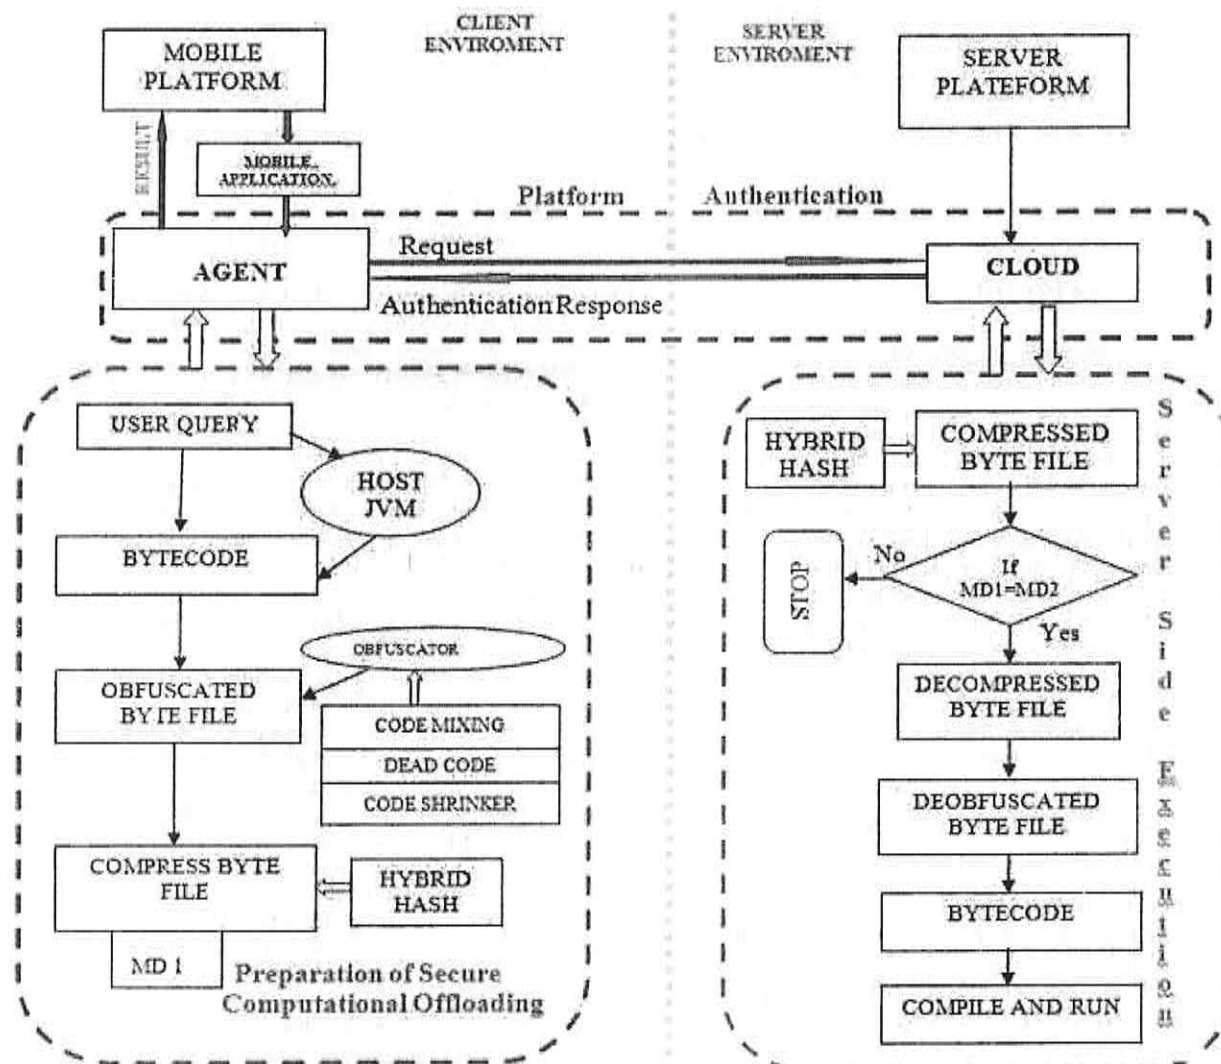 CLIENT
ENVIROMENT
SERVER
ENVIROMENT
MOBILE
PLATFORM
SERVER
PLATEFORM
RESULT
MOBILE
APPLICATION
Platform Authentication
AGENT
Request
Authentication Response
CLOUD
USER QUERY
HOST
JVM
BYTECODE
OBFUSCATOR
OBFUSCATED
BYTE FILE
CODE MIXING
DEAD CODE
CODE SHRINKER
COMPRESS BYTE
FILE
HYBRID
HASH
MD 1
Preparation of Secure
Computational Offloading
HYBRID
HASH
COMPRESSED
BYTE FILE
No
If
MD1=MD2
STOP
Yes
DECOMPRESSED
BYTE FILE
DEOBFUSCATED
BYTE FILE
BYTECODE
COMPILE AND RUN
Server Side Execution